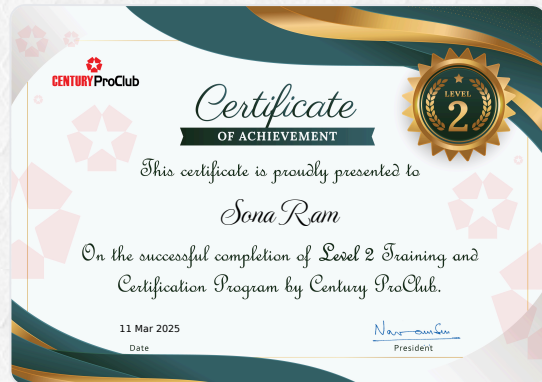 CENTURY ProClub
Certificate
OF ACHIEVEMENT
LEVEL
2
This certificate is proudly presented to
Sona Ram
On the successful completion of Level 2 Training and
Certification Program by Century ProClub.
11 Mar 2025
Date
President